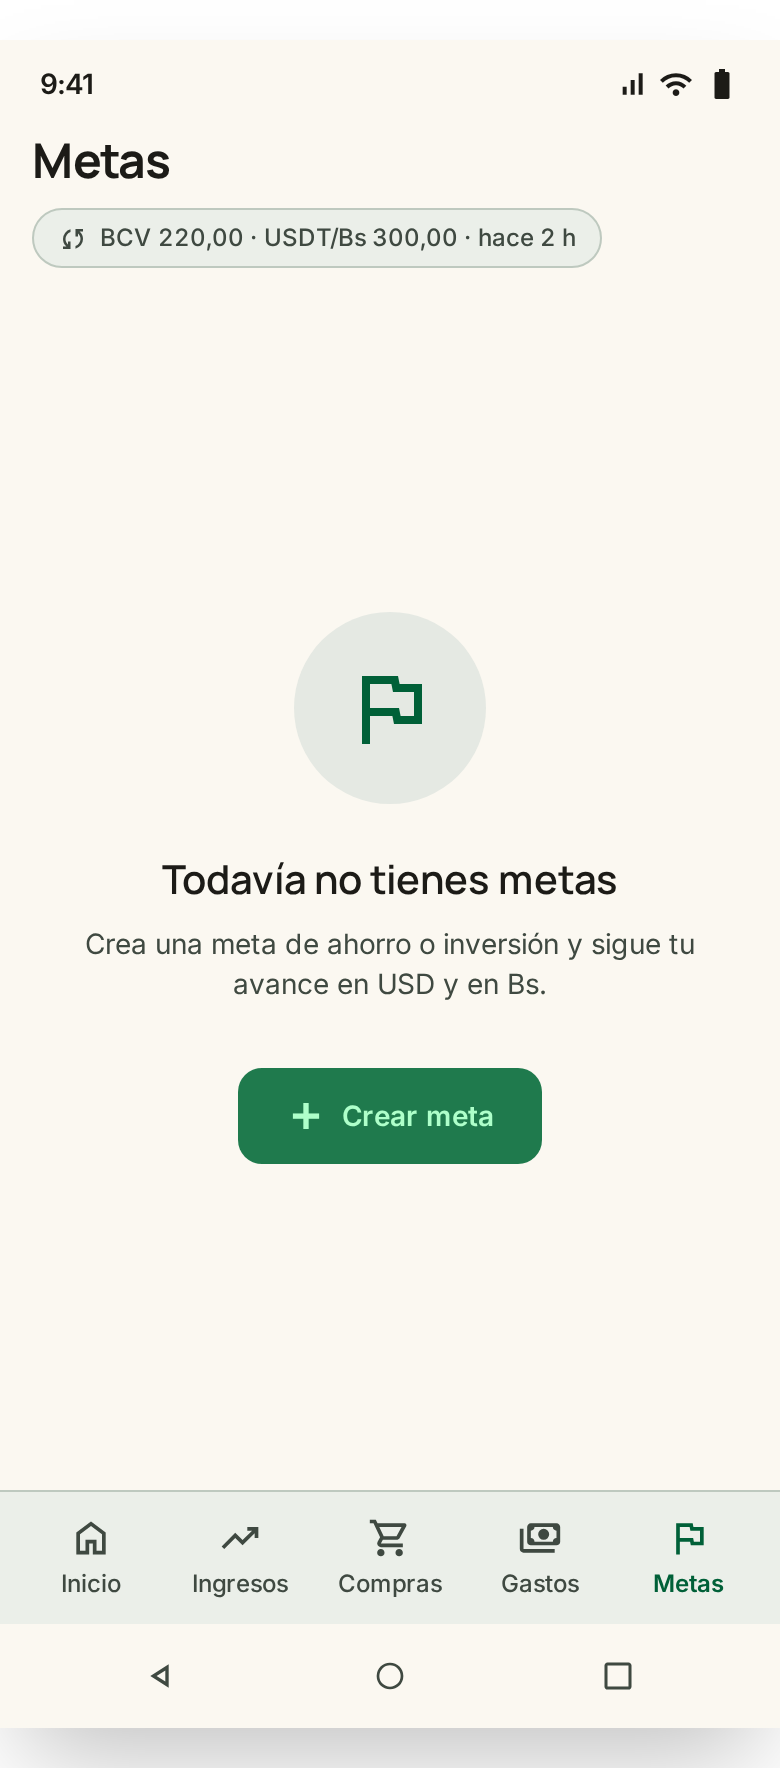 9:41
Metas
BCV 220,00 · USDT/Bs 300,00 · hace 2 h
Todavía no tienes metas
Crea una meta de ahorro o inversión y sigue tu
avance en USD y en Bs.
Crear meta
Inicio Ingresos Compras Gastos Metas